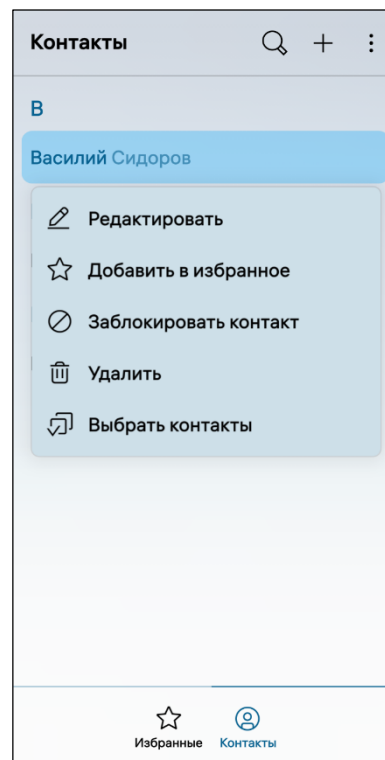 Контакты
В
Василий Сидоров
Редактировать
Добавить в избранное
Заблокировать контакт
Удалить
Выбрать контакты
Избранные Контакты